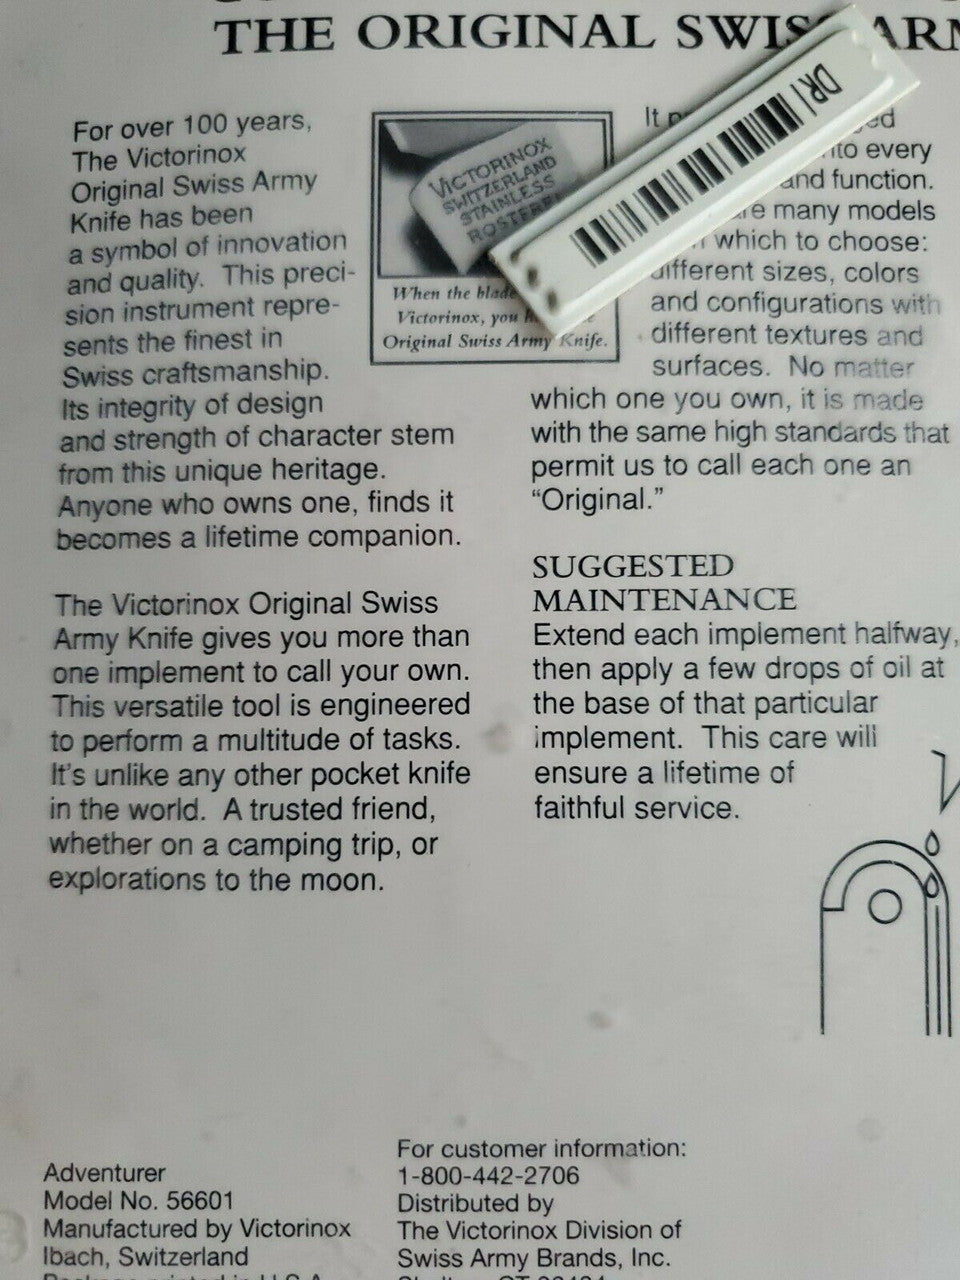 THE ORIGINAL SWISS
For over 100 years,
The Victorinox
Original Swiss Army
Knife has been
a symbol of innovation
and quality. This preci-
sion instrument repre-
sents the finest in
Swiss craftsmanship.
Its integrity of design
and strength of character stem
from this unique heritage.
Anyone who owns one, finds it
becomes a lifetime companion.
The Victorinox Original Swiss
Army Knife gives you more than
one implement to call your own.
This versatile tool is engineered
to perform a multitude of tasks.
It's unlike any other pocket knife
in the world. A trusted friend,
whether on a camping trip, or
explorations to the moon.
VICTORINOX
SWITZERLAND
STAINLESS
When the blade
Victorinox, you
Original Swiss Army Knife.
DRI
It
every
and function.
many models
which to choose:
different sizes, colors
and configurations with
different textures and
surfaces. No matter
which one you own, it is made
with the same high standards that
permit us to call each one an
“Original.”
SUGGESTED
MAINTENANCE
Extend each implement halfway,
then apply a few drops of oil at
the base of that particular
implement. This care will
ensure a lifetime of
faithful service.
Adventurer
Model No. 56601
Manufactured by Victorinox
Ibach, Switzerland
For customer information:
1-800-442-2706
Distributed by
The Victorinox Division of
Swiss Army Brands, Inc.